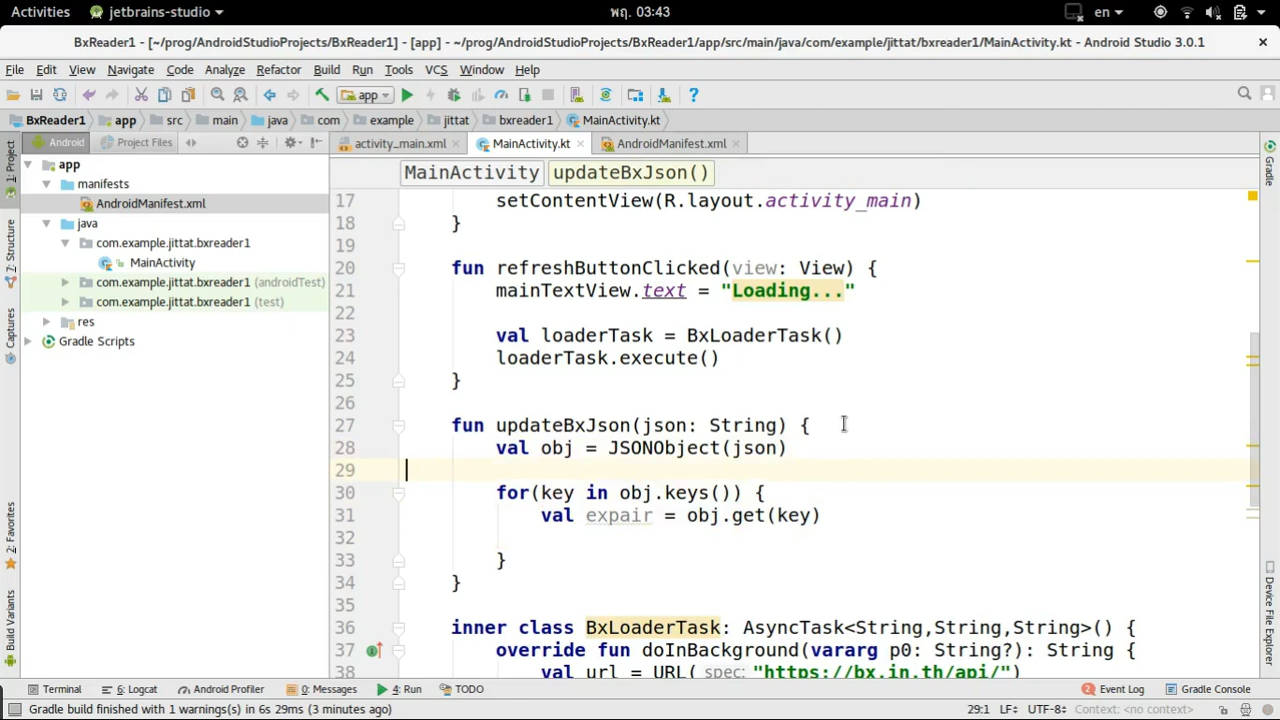 Activities jetbrains-studio พฤ. 03:43 en
BxReader1 - [~/prog/AndroidStudioProjects/BxReader1] - [app] - ~/prog/AndroidStudioProjects/BxReader1/app/src/main/java/com/example/jittat/bxreader1/MainActivity.kt - Android Studio 3.0.1
File Edit View Navigate Code Analyze Refactor Build Run Tools VCS Window Help
app
BxReader1 app src main java com example jittat bxreader1 MainActivity.kt
Android Project Files activity_main.xml MainActivity.kt AndroidManifest.xml
MainActivity updateBxJson()
app
manifests
AndroidManifest.xml
java
com.example.jittat.bxreader1
MainActivity
com.example.jittat.bxreader1 (androidTest)
com.example.jittat.bxreader1 (test)
res
Gradle Scripts
1: Project
7: Structure
Captures
2: Favorites
Build Variants
17 setContentView(R.layout.activity_main)
18 }
19
20 fun refreshButtonClicked(view: View) {
21 mainTextView.text = "Loading..."
22
23 val loaderTask = BxLoaderTask()
24 loaderTask.execute()
25 }
26
27 fun updateBxJson(json: String) {
28 val obj = JSONObject(json)
29
30 for(key in obj.keys()) {
31 val expair = obj.get(key)
32
33 }
34 }
35
36 inner class BxLoaderTask: AsyncTask<String,String,String>() {
37 override fun doInBackground(vararg p0: String?): String {
38 val url = URL( spec: "https://bx.in.th/api/")
Gradle
Device File Explorer
Terminal 6: Logcat Android Profiler 0: Messages 4: Run TODO 2 Event Log Gradle Console
Gradle build finished with 1 warnings(s) in 6s 29ms (3 minutes ago) 29:1 LF÷ UTF-8÷ Context: <no context>